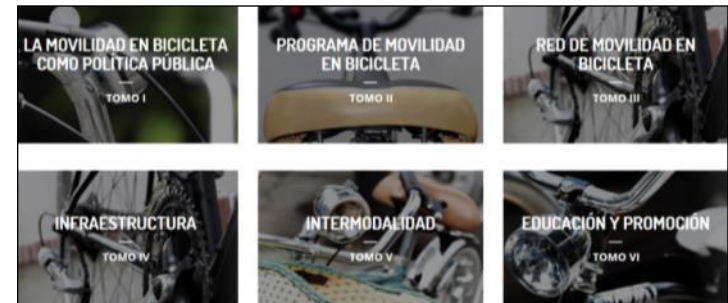 LA MOVILIDAD EN BICICLETA
COMO POLÍTICA PÚBLICA
TOMO I
PROGRAMA DE MOVILIDAD
EN BICICLETA
TOMO II
RED DE MOVILIDAD EN
BICICLETA
TOMO III
INFRAESTRUCTURA
TOMO IV
INTERMODALIDAD
TOMO V
EDUCACIÓN Y PROMOCIÓN
TOMO VI